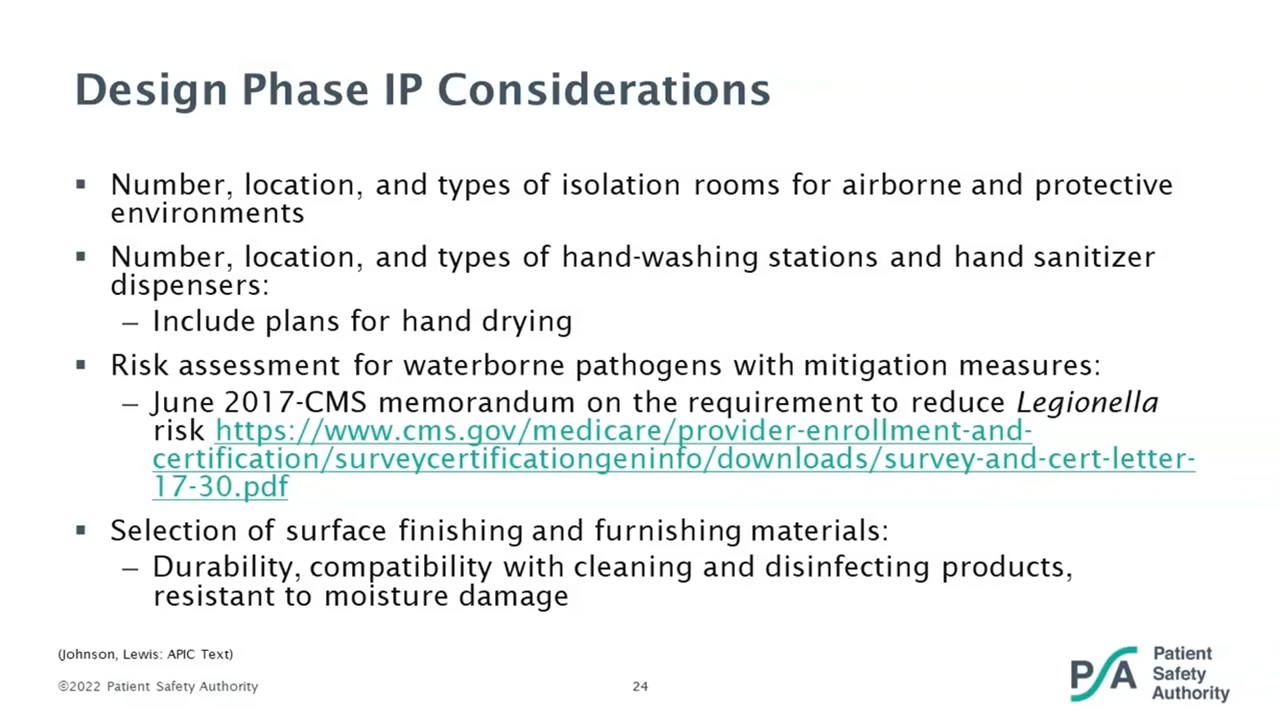 Design Phase IP Considerations
▪ Number, location, and types of isolation rooms for airborne and protective
environments
▪ Number, location, and types of hand-washing stations and hand sanitizer
dispensers:
– Include plans for hand drying
▪ Risk assessment for waterborne pathogens with mitigation measures:
– June 2017-CMS memorandum on the requirement to reduce Legionella
risk https://www.cms.gov/medicare/provider-enrollment-and-
certification/surveycertificationgeninfo/downloads/survey-and-cert-letter-
17-30.pdf
▪ Selection of surface finishing and furnishing materials:
– Durability, compatibility with cleaning and disinfecting products,
resistant to moisture damage
(Johnson, Lewis: APIC Text)
©2022 Patient Safety Authority
24
PSA
Patient
Safety
Authority